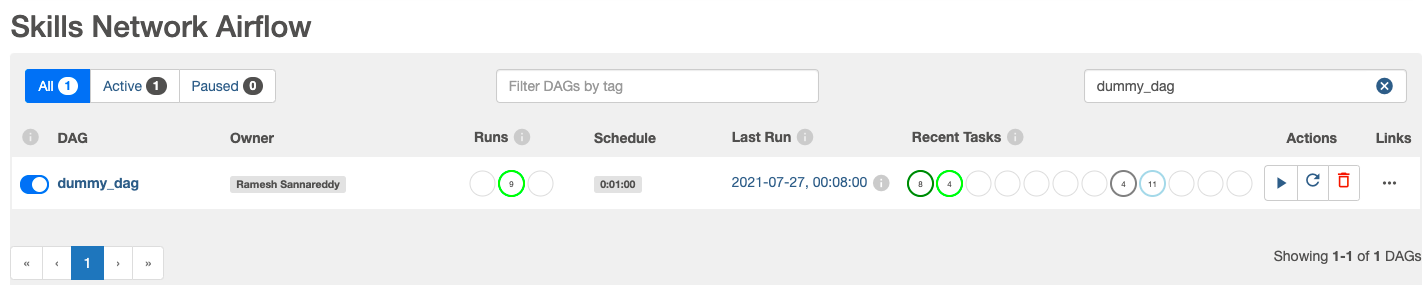 Skills Network Airflow
All 1 Active 1 Paused 0 Filter DAGs by tag dummy_dag
i DAG Owner Runs i Schedule Last Run i Recent Tasks i Actions Links
dummy_dag Ramesh Sannareddy 9 0:01:00 2021-07-27, 00:08:00 i 8 4 4 11 ...
« ‹ 1 › » Showing 1-1 of 1 DAGs